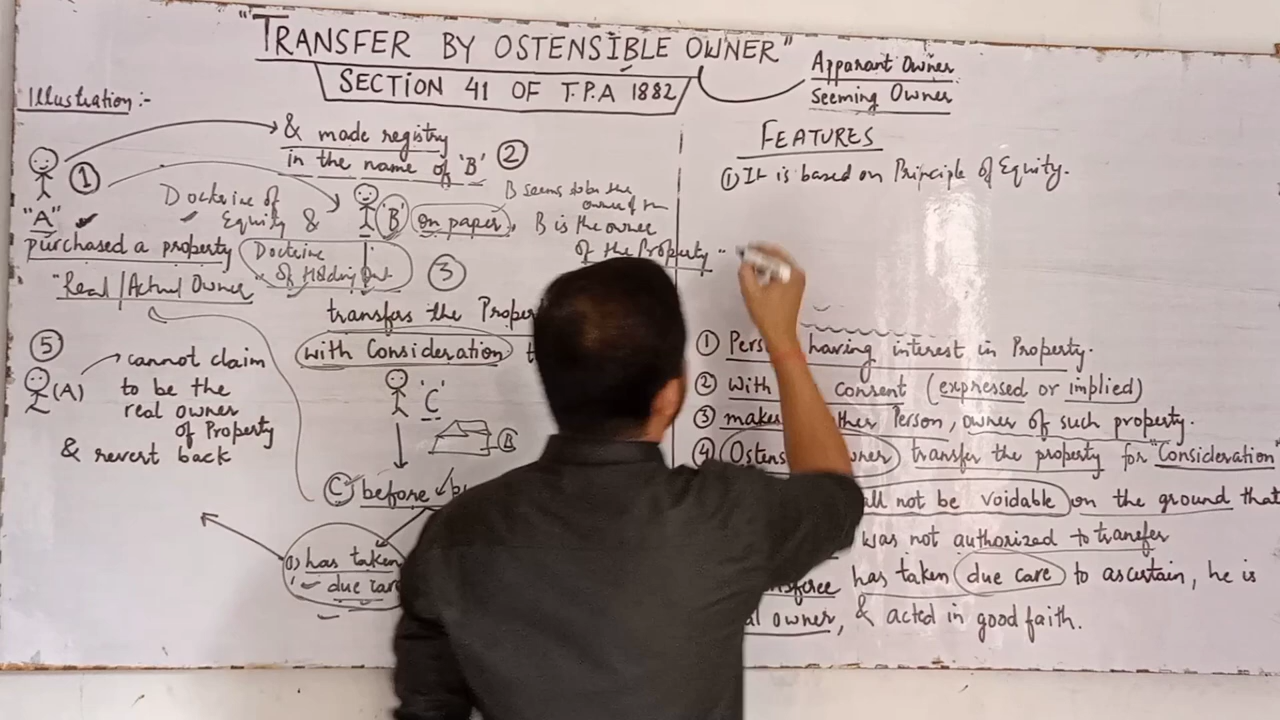 "TRANSFER BY OSTENSIBLE OWNER"
SECTION 41 OF T.P.A 1882
Apparant Owner
Seeming Owner
Illustration:-
& made registry
in the name of 'B'
②
①
"A"
purchased a property
"Real/Actual Owner
Doctrine of
Equity &
Doctrine
of Holding out
'B'
on paper.
B seems to be the
owner of
B is the owner
of the Property"
③
transfers the Proper
with Consideration
'C'
B
C before
a) has taken
due care
⑤
(A)
cannot claim
to be the
real owner
of Property
& revert back
FEATURES
① It is based on Principle of Equity.
① Pers having interest in Property.
② With consent (expressed or implied)
③ makes ther Person, owner of such property.
④ Ostens wner transfer the property for "Consideration"
all not be voidable on the ground that
was not authorized to transfer
nsferee has taken due care to ascertain, he is
al owner, & acted in good faith.